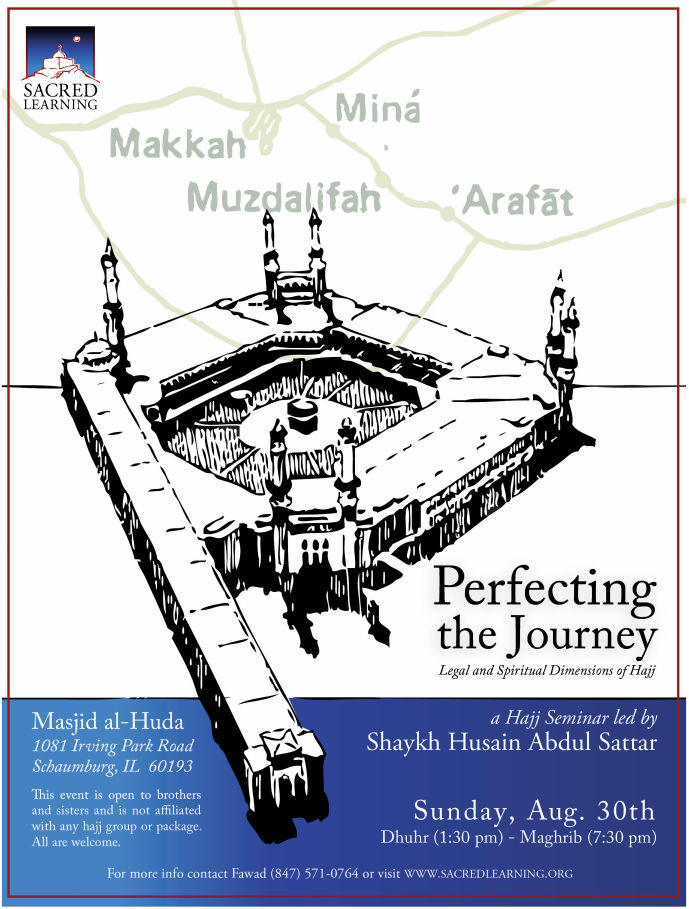 SACRED
LEARNING
Miná
Makkah
Muzdalifah
‘Arafāt
Perfecting
the Journey
Legal and Spiritual Dimensions of Hajj
Masjid al-Huda
1081 Irving Park Road
Schaumburg, IL 60193
This event is open to brothers
and sisters and is not affiliated
with any hajj group or package.
All are welcome.
a Hajj Seminar led by
Shaykh Husain Abdul Sattar
Sunday, Aug. 30th
Dhuhr (1:30 pm) - Maghrib (7:30 pm)
For more info contact Fawad (847) 571-0764 or visit WWW.SACREDLEARNING.ORG